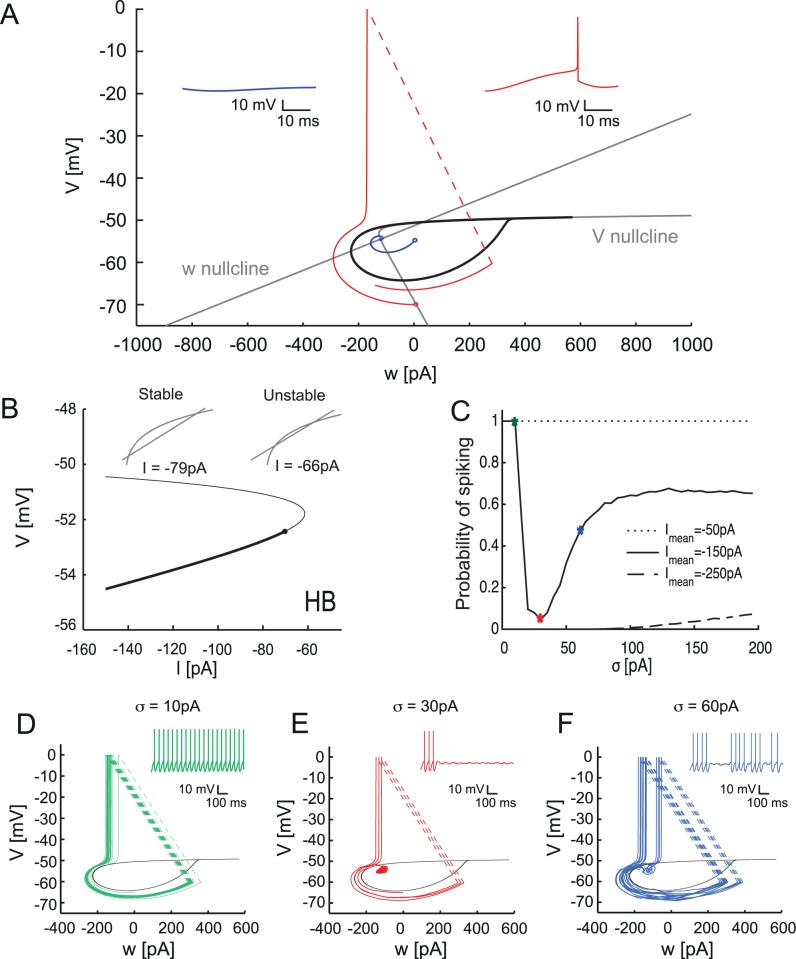 A
0
-10
-20
-30
-40
-50
-60
-70
V [mV]
10 mV
10 ms
10 mV
10 ms
w nullcline
V nullcline
-1000 -800 -600 -400 -200 0 200 400 600 800 1000
w [pA]
B
-48
-50
-52
-54
-56
V [mV]
Stable
Unstable
I = -79pA
I = -66pA
HB
-160 -140 -120 -100 -80 -60
I [pA]
C
1
0.8
0.6
0.4
0.2
0
Probability of spiking
I mean=-50pA
I mean=-150pA
I mean=-250pA
0 50 100 150 200
σ [pA]
D
σ = 10pA
0
-10
-20
-30
-40
-50
-60
-70
V [mV]
10 mV
100 ms
-400 -200 0 200 400 600
w [pA]
E
σ = 30pA
0
-10
-20
-30
-40
-50
-60
-70
V [mV]
10 mV
100 ms
-400 -200 0 200 400 600
w [pA]
F
σ = 60pA
0
-10
-20
-30
-40
-50
-60
-70
V [mV]
10 mV
100 ms
-400 -200 0 200 400 600
w [pA]